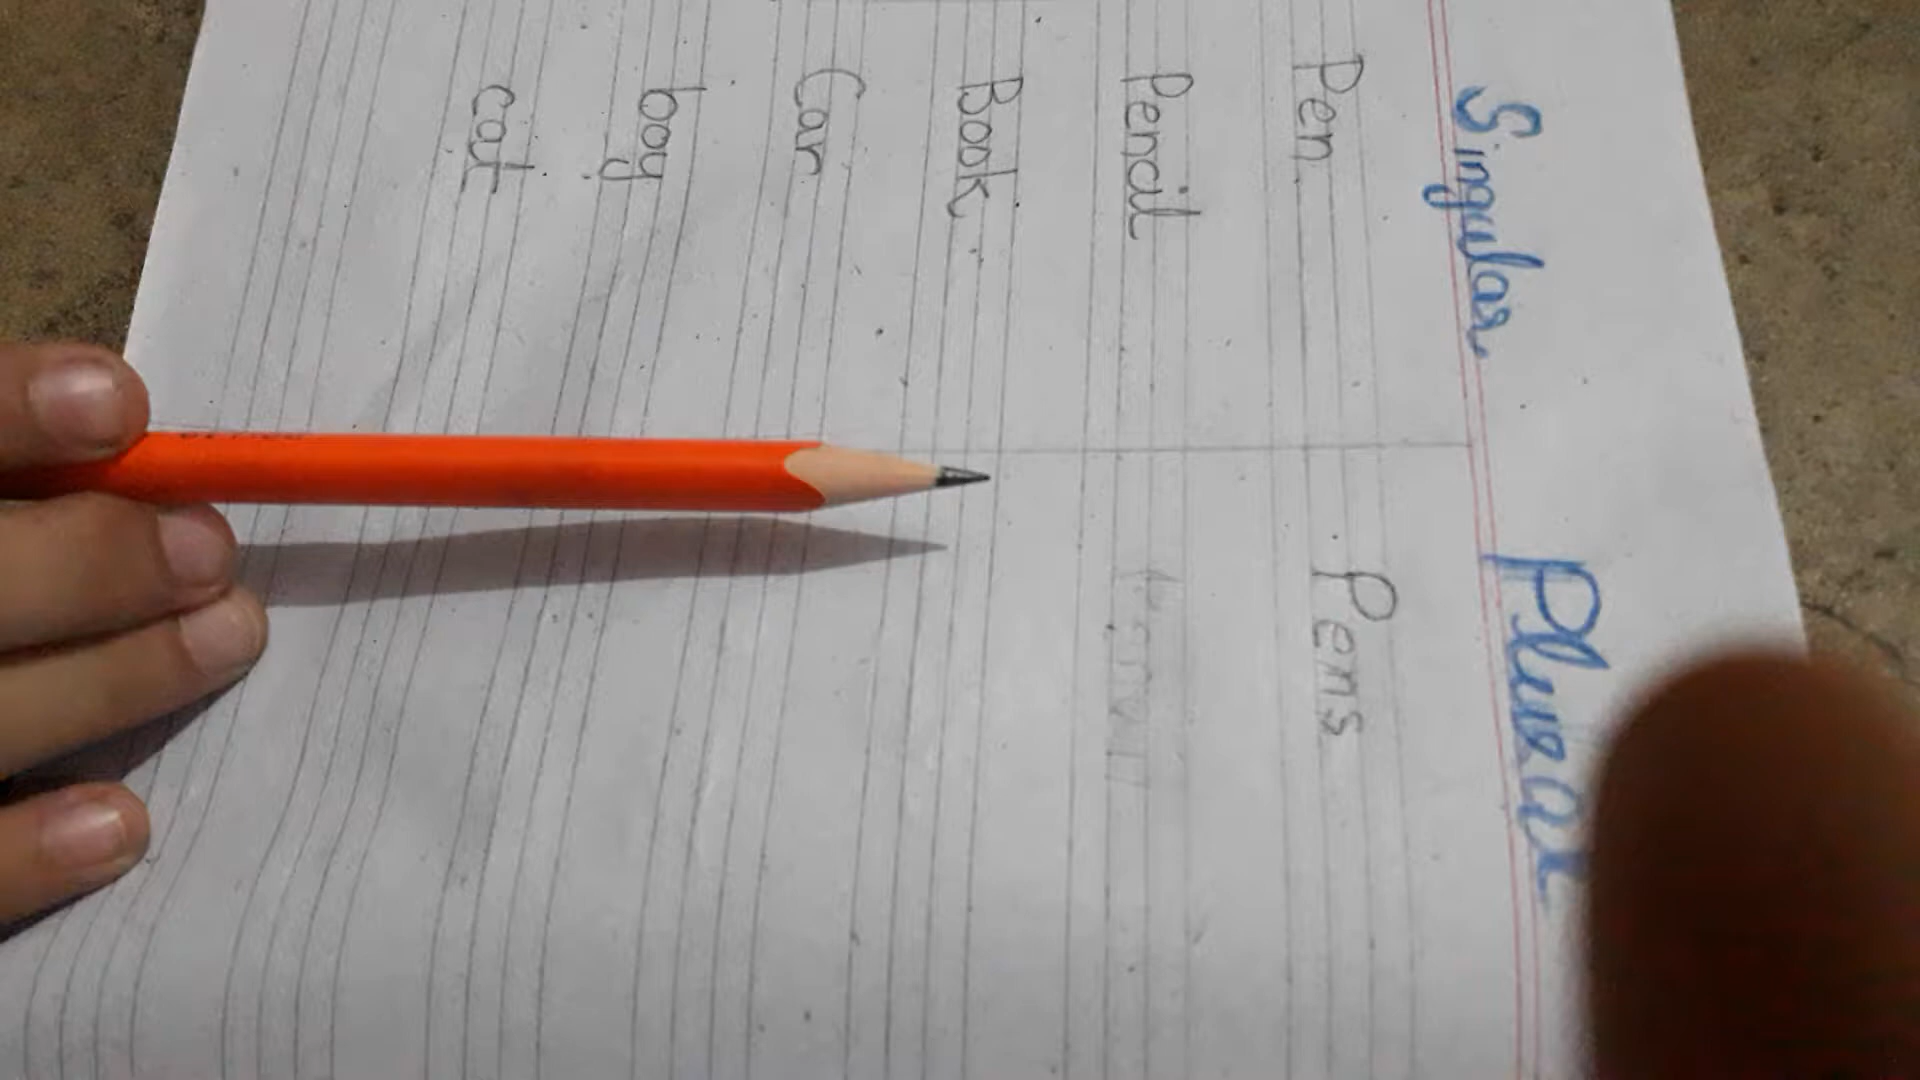 Singular Plural
Pen Pens
Pencil
Book
Car
boy
cat